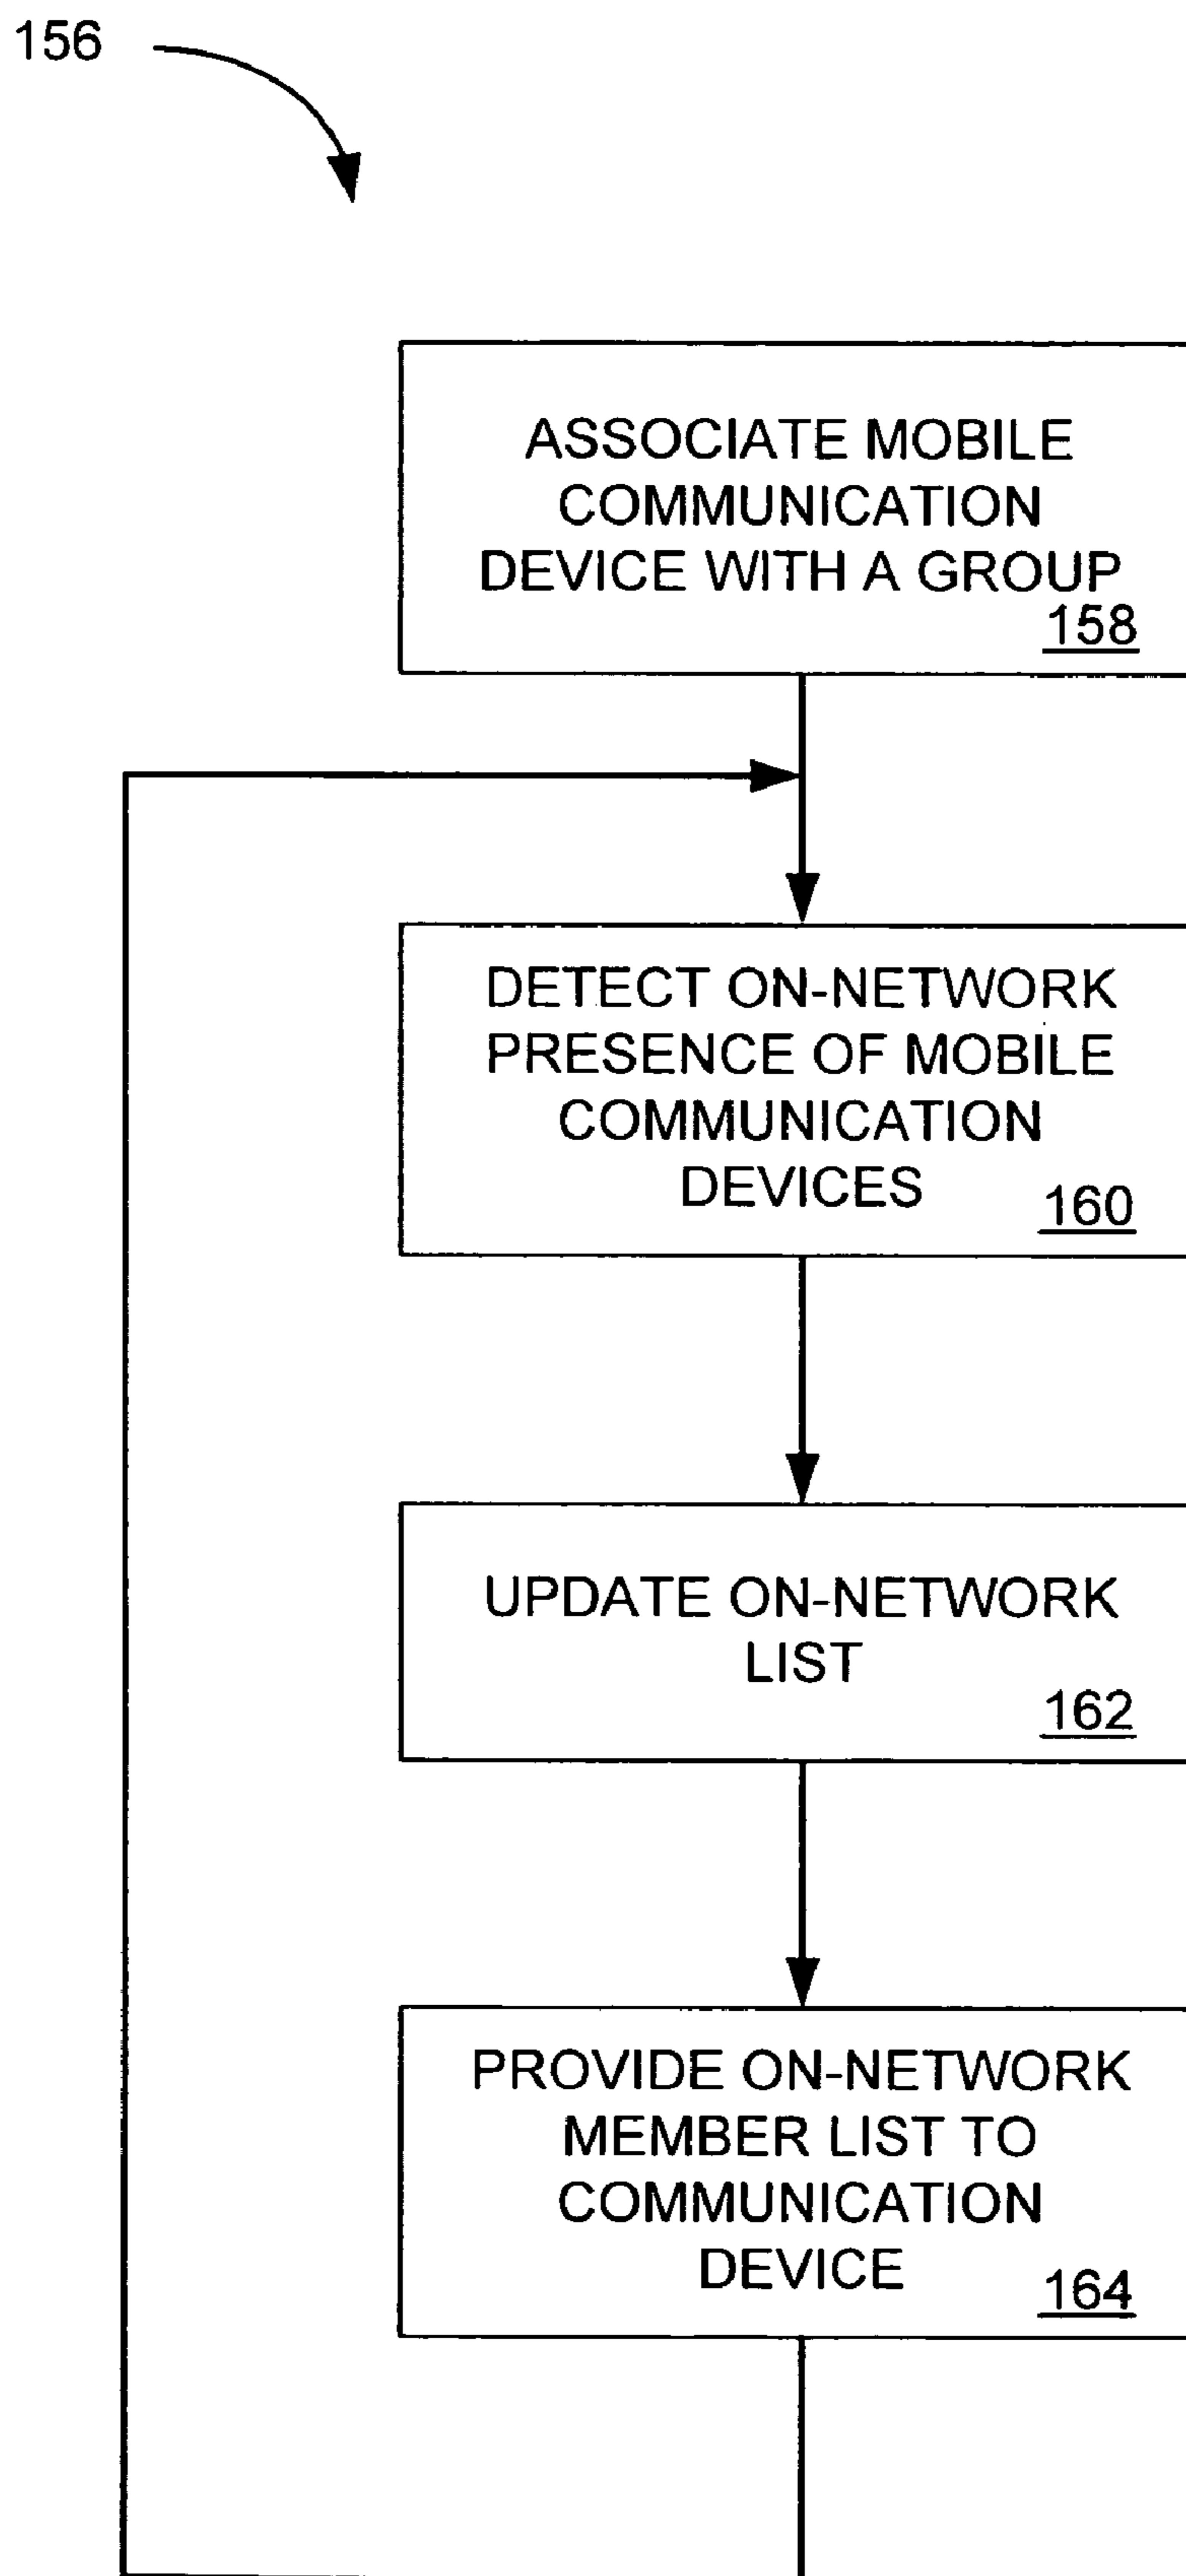 156
ASSOCIATE MOBILE
COMMUNICATION
DEVICE WITH A GROUP
158
DETECT ON-NETWORK
PRESENCE OF MOBILE
COMMUNICATION
DEVICES
160
UPDATE ON-NETWORK
LIST
162
PROVIDE ON-NETWORK
MEMBER LIST TO
COMMUNICATION
DEVICE
164